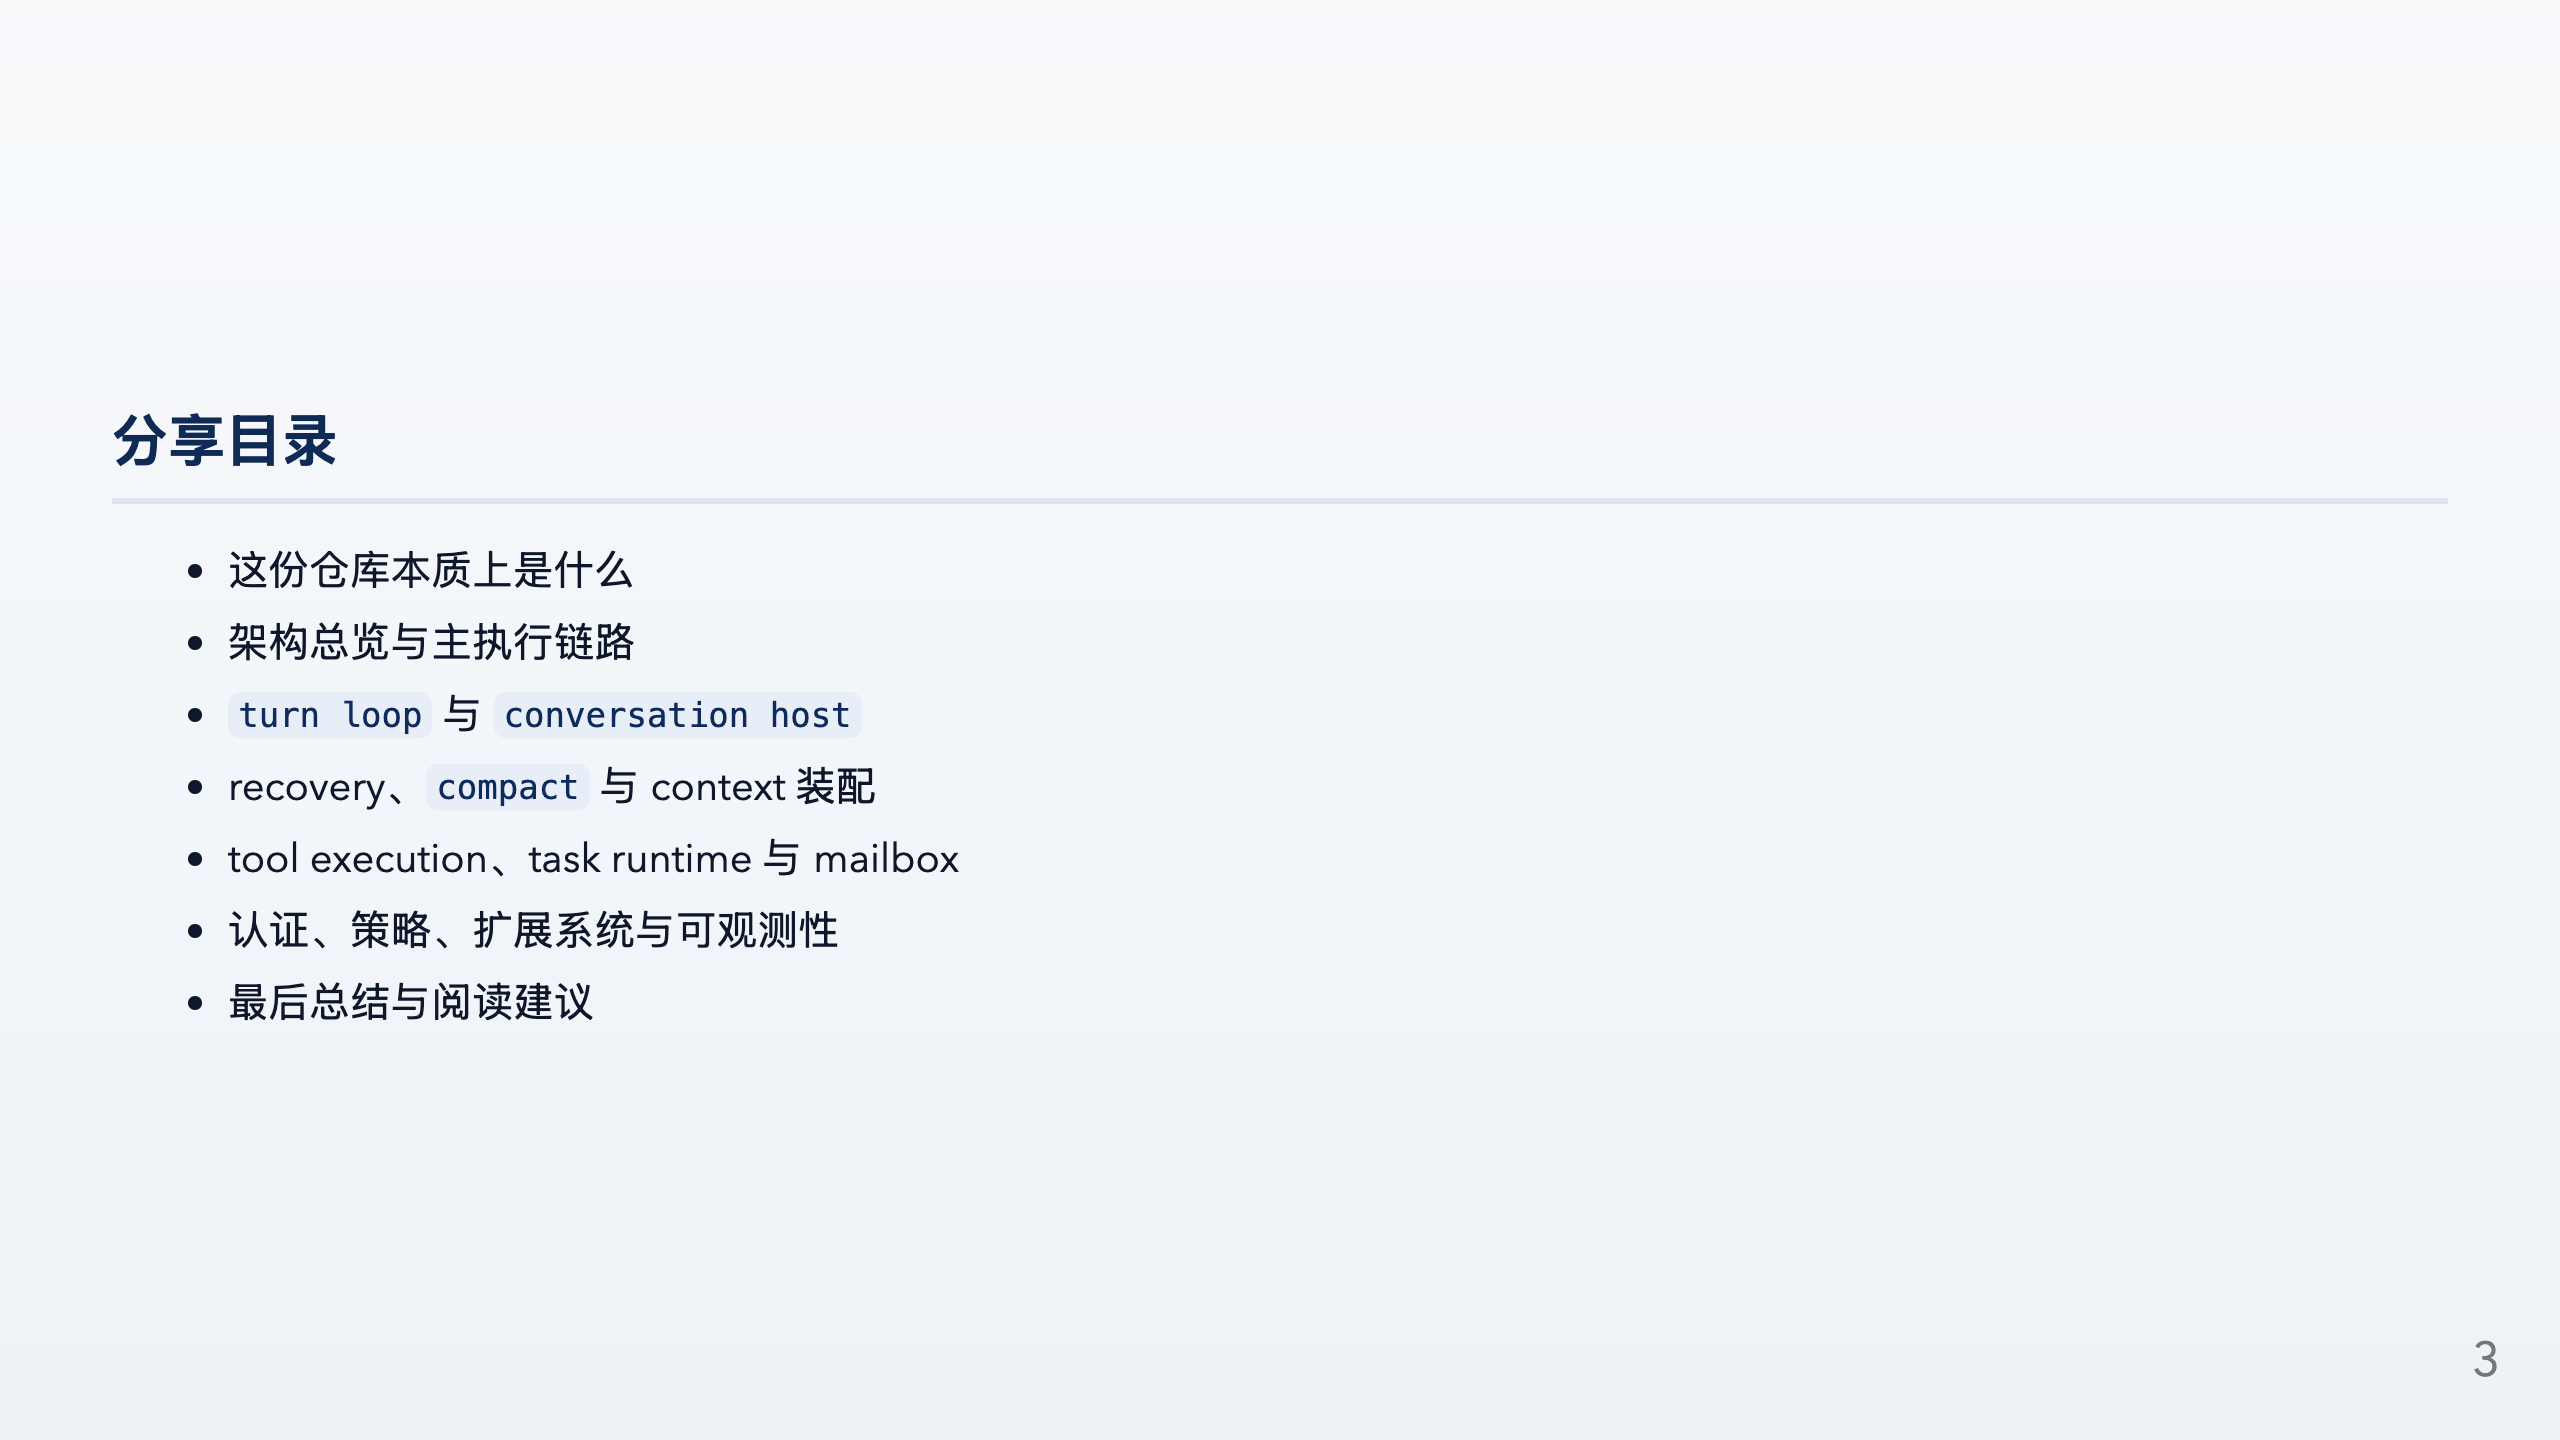 分享目录
这份仓库本质上是什么
架构总览与主执行链路
turn loop 与 conversation host
recovery、compact 与 context 装配
tool execution、task runtime 与 mailbox
认证、策略、扩展系统与可观测性
最后总结与阅读建议
3